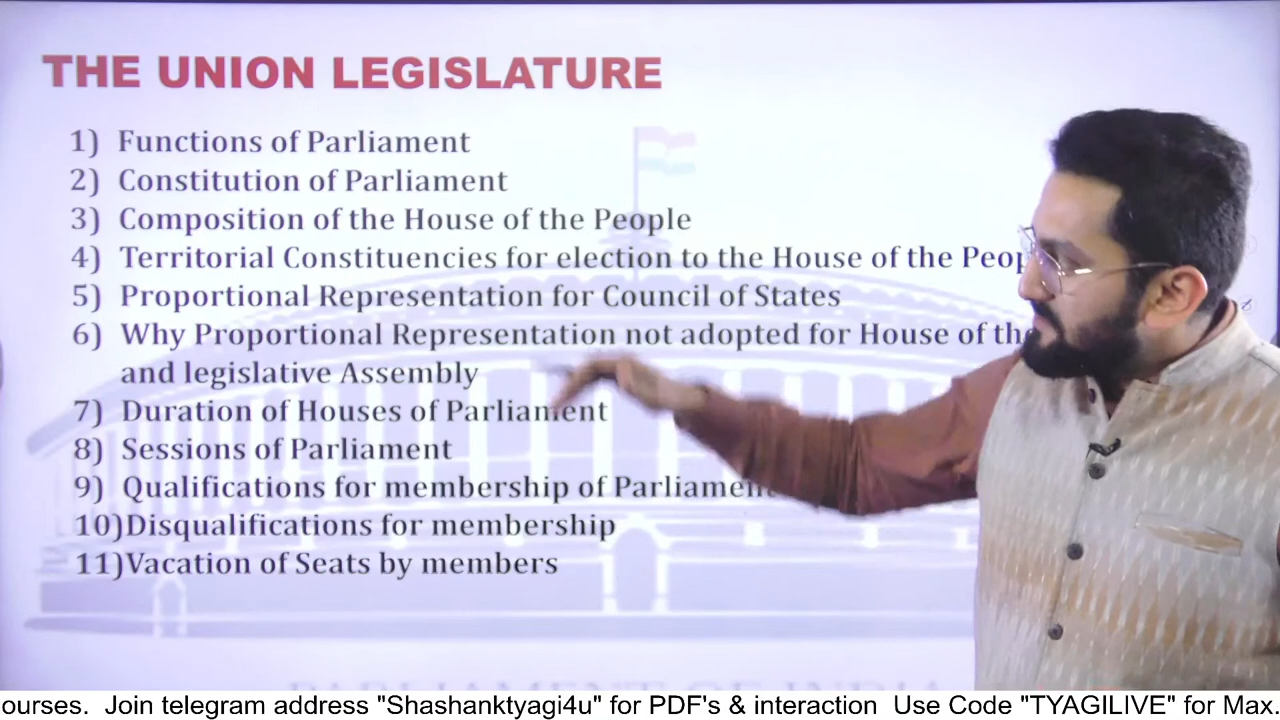 THE UNION LEGISLATURE
1) Functions of Parliament
2) Constitution of Parliament
3) Composition of the House of the People
4) Territorial Constituencies for election to the House of the Peop
5) Proportional Representation for Council of States
6) Why Proportional Representation not adopted for House of the
and legislative Assembly
7) Duration of Houses of Parliament
8) Sessions of Parliament
9) Qualifications for membership of Parliament
10)Disqualifications for membership
11)Vacation of Seats by members
PARLIAMENT OF INDIA
ourses. Join telegram address "Shashanktyagi4u" for PDF's & interaction Use Code "TYAGILIVE" for Max.